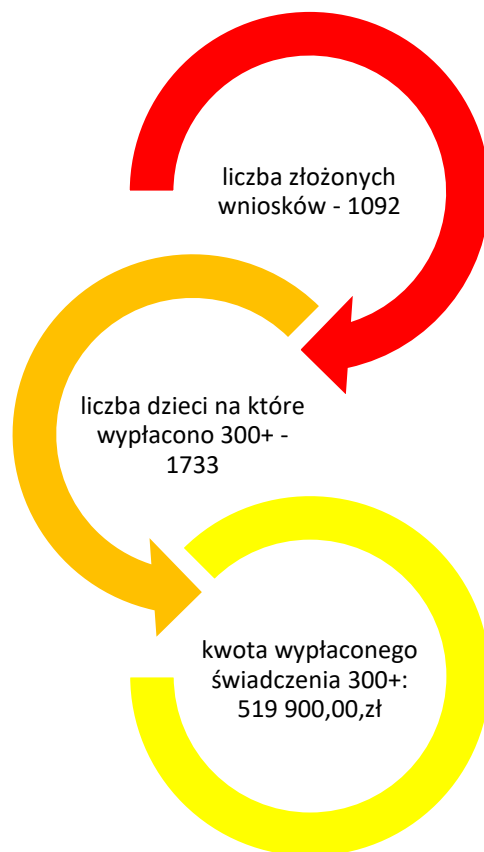 liczba złożonych
wniosków - 1092
liczba dzieci na które
wypłacono 300+ -
1733
kwota wypłaconego
świadczenia 300+:
519 900,00,zł